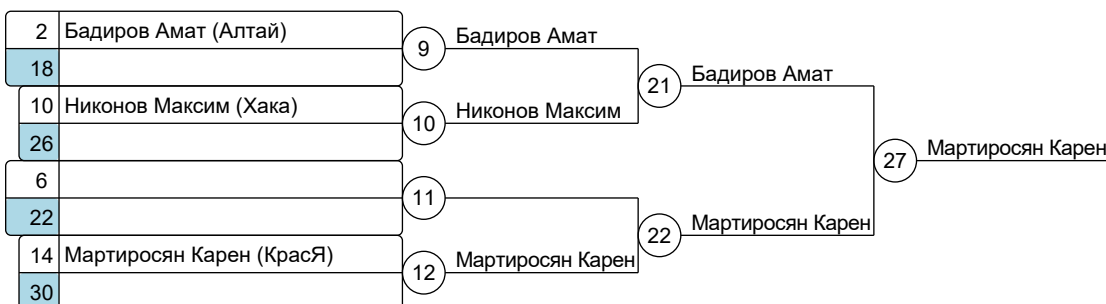 2 Бадиров Амат (Алтай)
18
10 Никонов Максим (Хака)
26
6
22
14 Мартиросян Карен (КрасЯ)
30
9 Бадиров Амат
10 Никонов Максим
11
12 Мартиросян Карен
21 Бадиров Амат
22 Мартиросян Карен
27 Мартиросян Карен